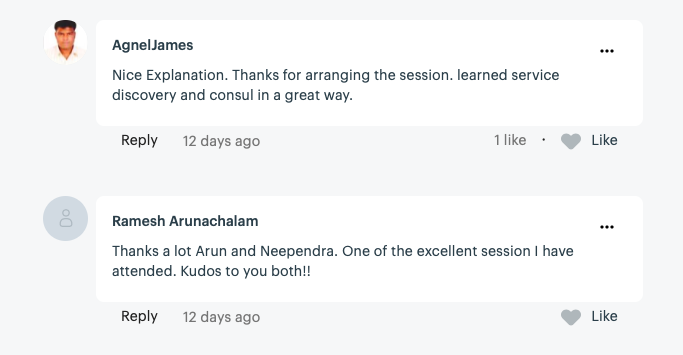 AgnelJames
...
Nice Explanation. Thanks for arranging the session. learned service
discovery and consul in a great way.
Reply 12 days ago 1 like · Like
Ramesh Arunachalam
...
Thanks a lot Arun and Neependra. One of the excellent session I have
attended. Kudos to you both!!
Reply 12 days ago Like